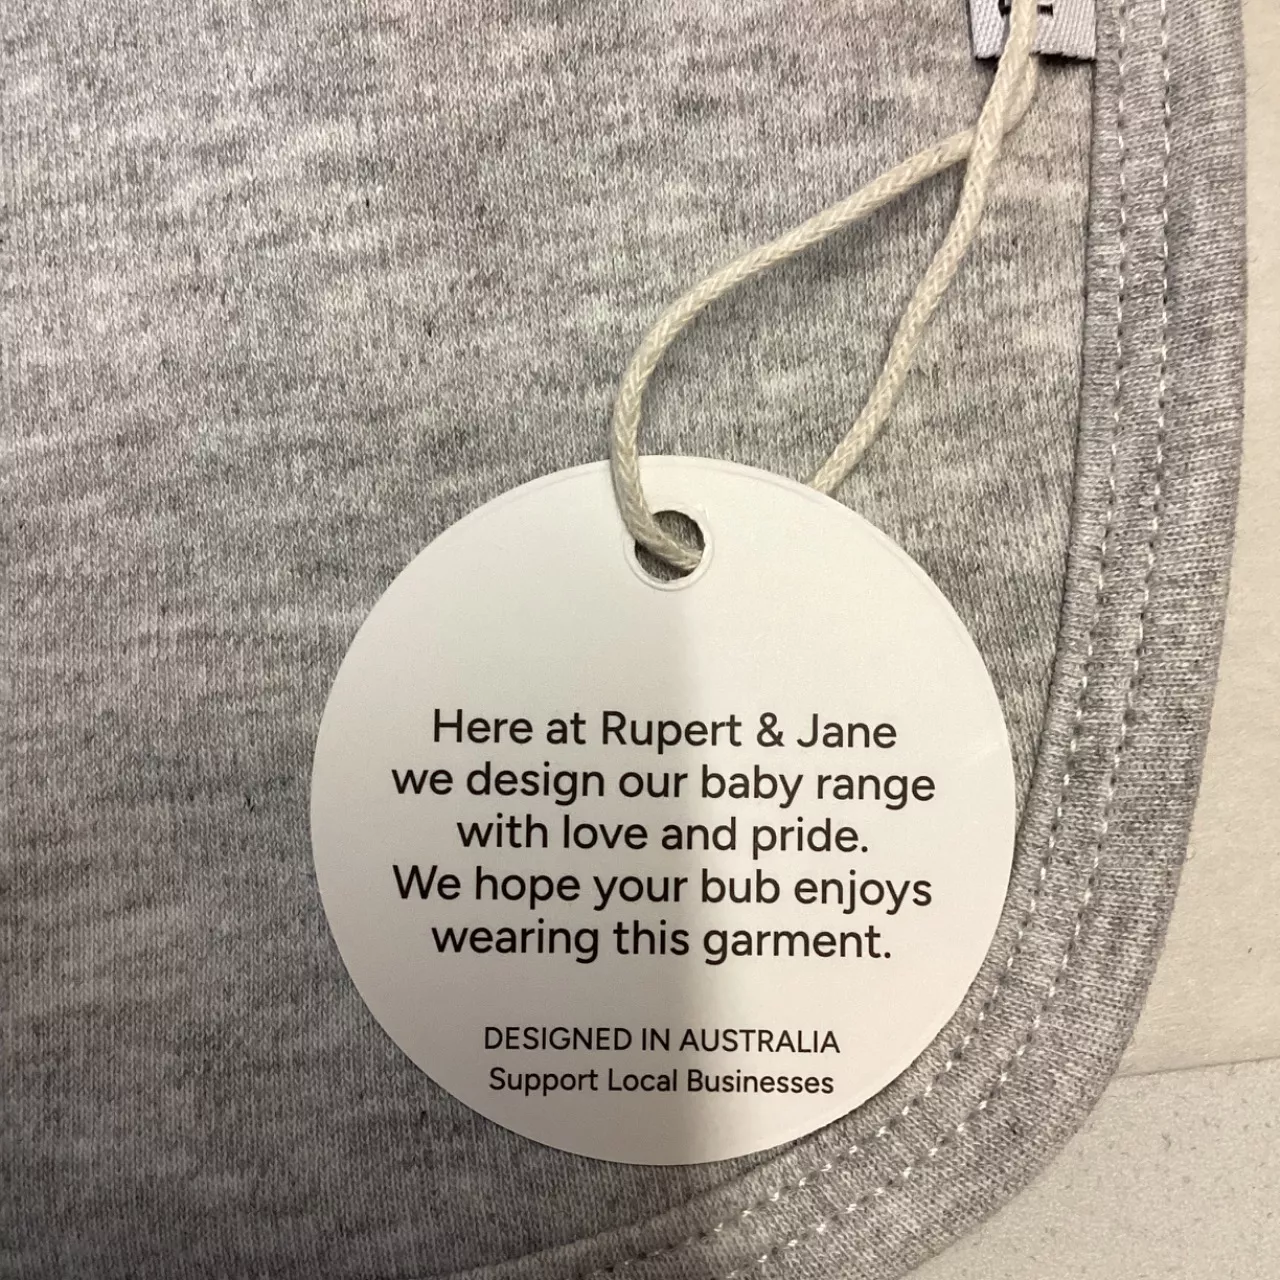 Here at Rupert & Jane
we design our baby range
with love and pride.
We hope your bub enjoys
wearing this garment.
DESIGNED IN AUSTRALIA
Support Local Businesses